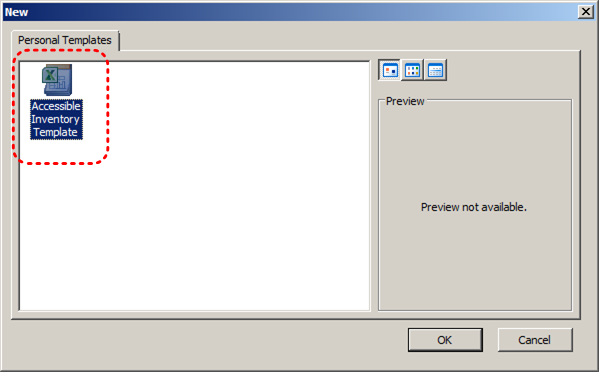 New
Personal Templates
Accessible
Inventory
Template
Preview
Preview not available.
OK
Cancel